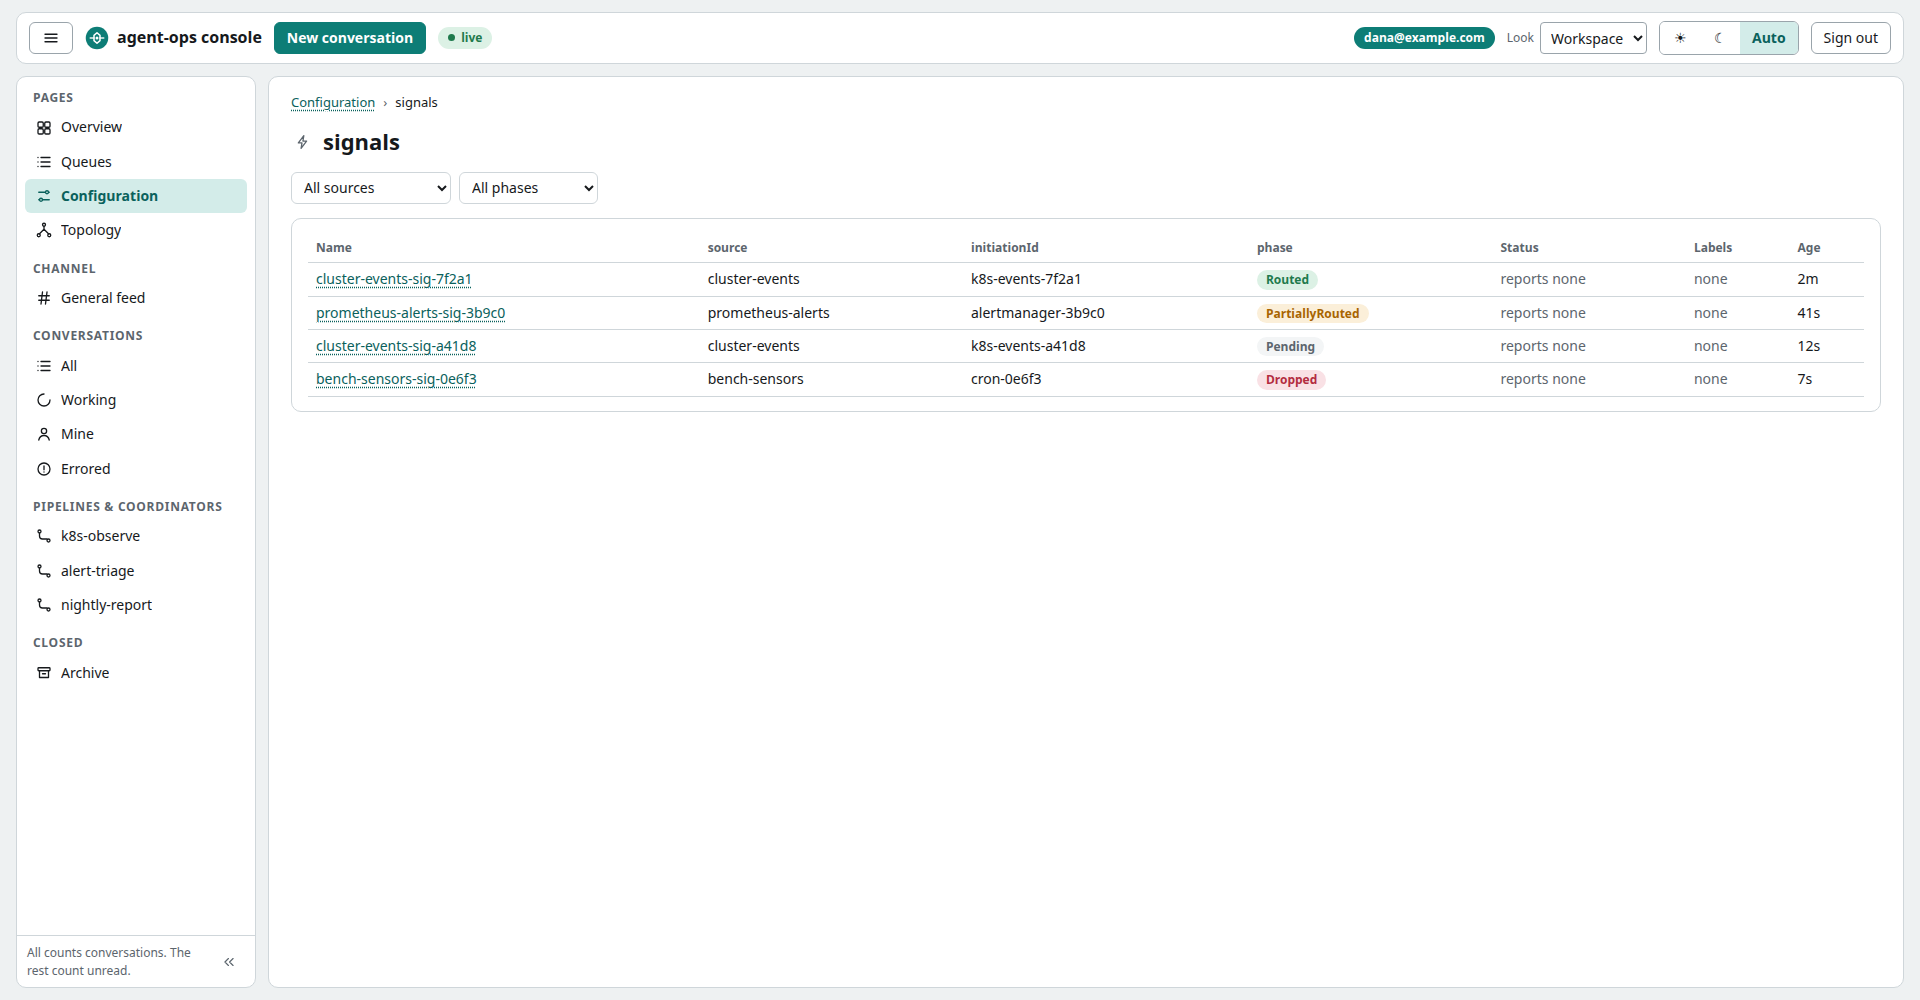 agent-ops console
New conversation
live
dana@example.com
Look
Workspace
Auto
Sign out
PAGES
Overview
Queues
Configuration
Topology
CHANNEL
General feed
CONVERSATIONS
All
Working
Mine
Errored
PIPELINES & COORDINATORS
k8s-observe
alert-triage
nightly-report
CLOSED
Archive
All counts conversations. The
rest count unread.
Configuration › signals
signals
All sources
All phases
Name source initiationId phase Status Labels Age
cluster-events-sig-7f2a1 cluster-events k8s-events-7f2a1 Routed reports none none 2m
prometheus-alerts-sig-3b9c0 prometheus-alerts alertmanager-3b9c0 PartiallyRouted reports none none 41s
cluster-events-sig-a41d8 cluster-events k8s-events-a41d8 Pending reports none none 12s
bench-sensors-sig-0e6f3 bench-sensors cron-0e6f3 Dropped reports none none 7s